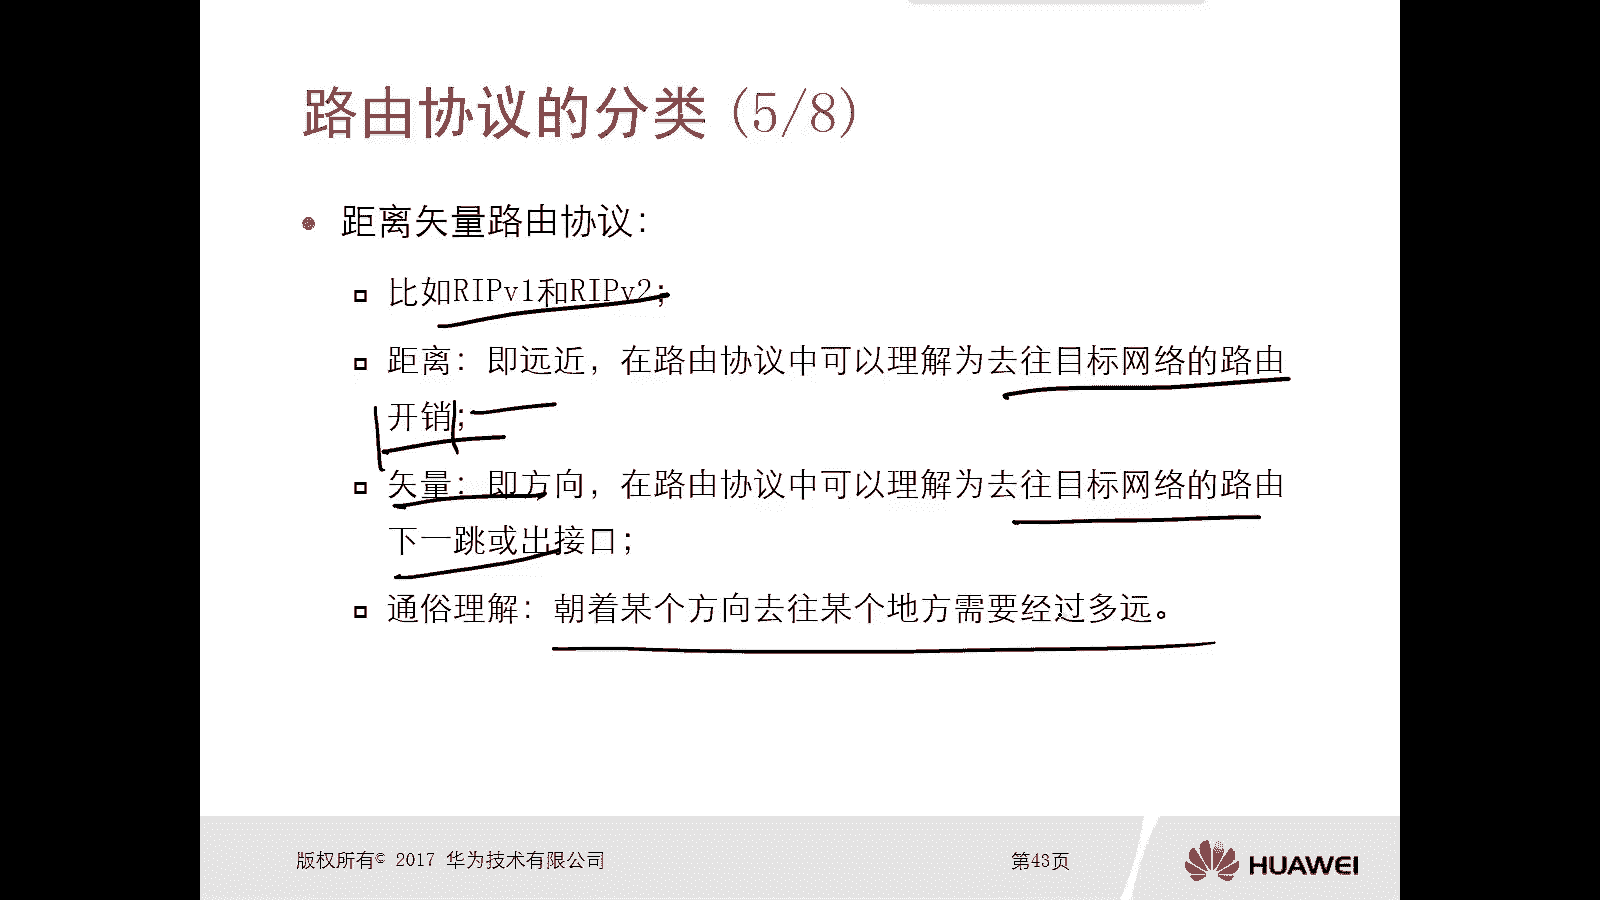 路由协议的分类 (5/8)
距离矢量路由协议：
比如RIPv1和RIPv2；
距离：即远近，在路由协议中可以理解为去往目标网络的路由
开销；
矢量：即方向，在路由协议中可以理解为去往目标网络的路由
下一跳或出接口；
通俗理解：朝着某个方向去往某个地方需要经过多远。
版权所有© 2017 华为技术有限公司
第43页
HUAWEI